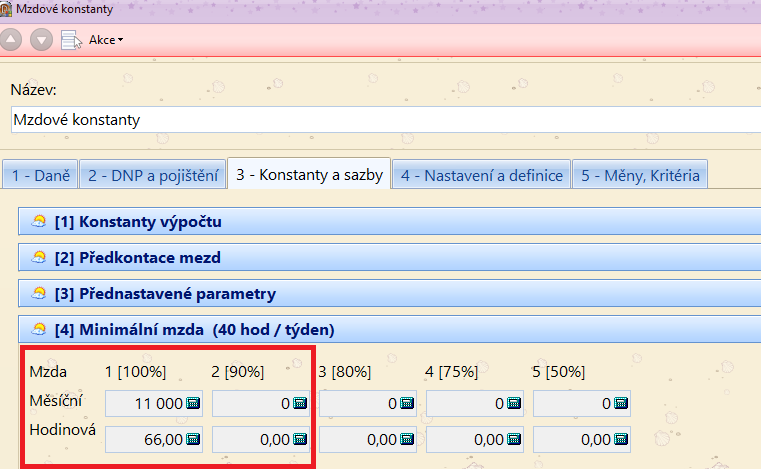 Mzdové konstanty
Akce
Název:
Mzdové konstanty
1 - Daně 2 - DNP a pojištění 3 - Konstanty a sazby 4 - Nastavení a definice 5 - Měny, Kritéria
[1] Konstanty výpočtu
[2] Předkontace mezd
[3] Přednastavené parametry
[4] Minimální mzda (40 hod / týden)
Mzda 1 [100%] 2 [90%] 3 [80%] 4 [75%] 5 [50%]
Měsíční 11 000 0 0 0 0
Hodinová 66,00 0,00 0,00 0,00 0,00